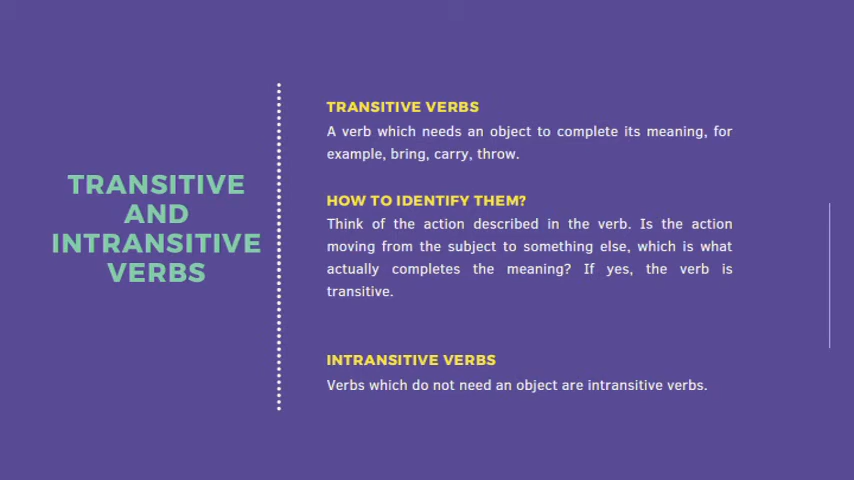 TRANSITIVE
AND
INTRANSITIVE
VERBS
TRANSITIVE VERBS
A verb which needs an object to complete its meaning, for
example, bring, carry, throw.
HOW TO IDENTIFY THEM?
Think of the action described in the verb. Is the action
moving from the subject to something else, which is what
actually completes the meaning? If yes, the verb is
transitive.
INTRANSITIVE VERBS
Verbs which do not need an object are intransitive verbs.